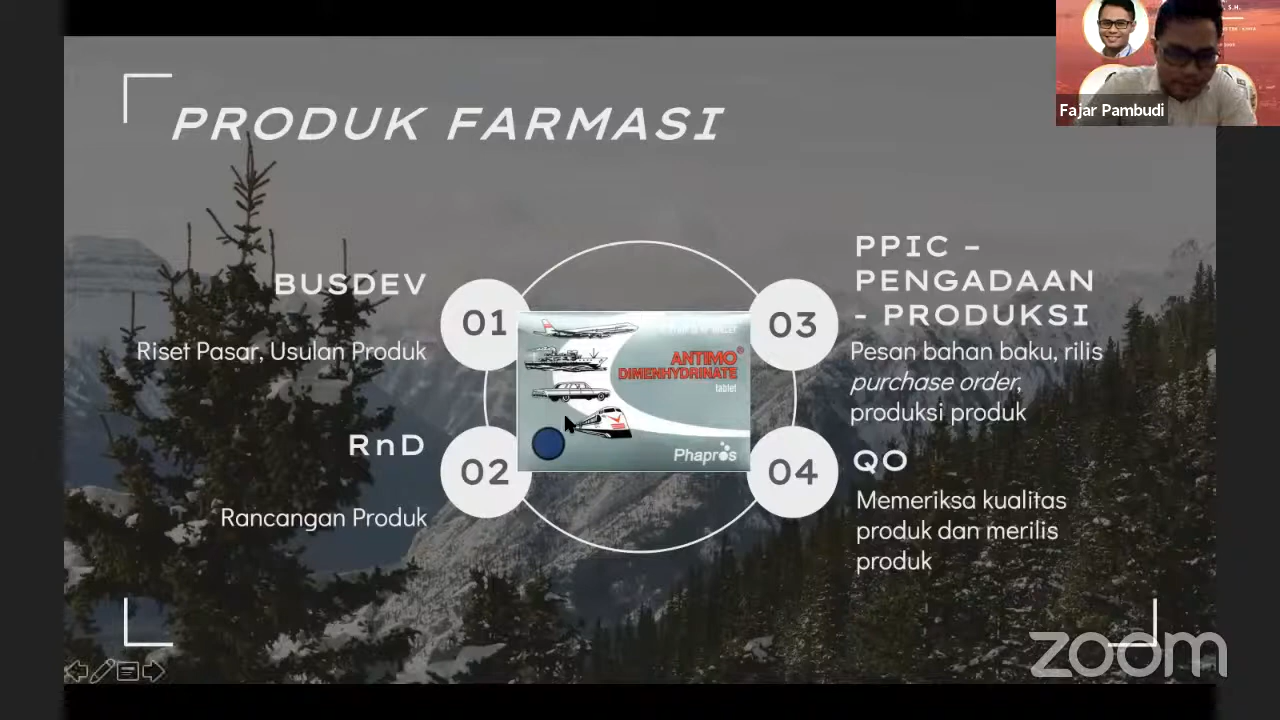 PRODUK FARMASI
S.H.
Fajar Pambudi
BUSDEV
01
Riset Pasar, Usulan Produk
RnD
02
Rancangan Produk
ANTIMO®
DIMENHYDRINATE
tablet
Phapros
03
PPIC –
PENGADAAN
- PRODUKSI
Pesan bahan baku, rilis
purchase order,
produksi produk
04
QO
Memeriksa kualitas
produk dan merilis
produk
zoom